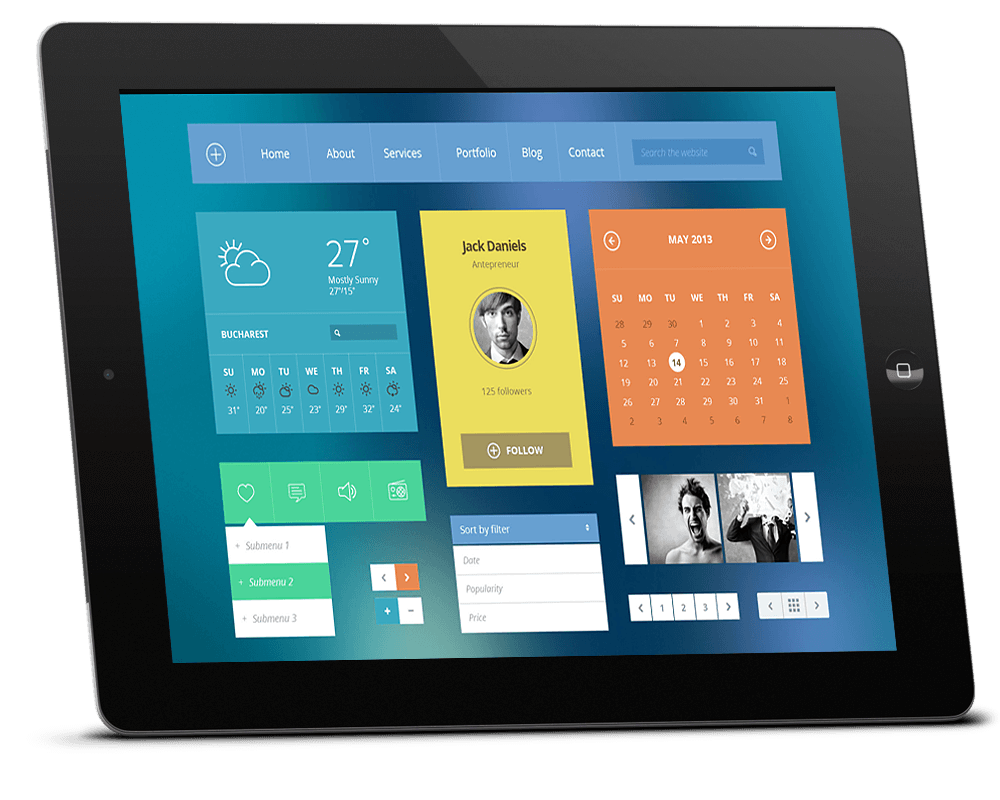 Home About Services Portfolio Blog Contact Search the website
27°
Mostly Sunny
27°/15°
BUCHAREST
SU MO TU WE TH FR SA
31° 20° 25° 23° 29° 32° 24°
Jack Daniels
Antepreneur
125 followers
FOLLOW
MAY 2013
SU MO TU WE TH FR SA
28 29 30 1 2 3 4
5 6 7 8 9 10 11
12 13 14 15 16 17 18
19 20 21 22 23 24 25
26 27 28 29 30 31 1
2 3 4 5 6 7 8
+ Submenu 1
+ Submenu 2
+ Submenu 3
< >
+ −
Sort by filter
Date
Popularity
Price
< >
< 1 2 3 >
< >